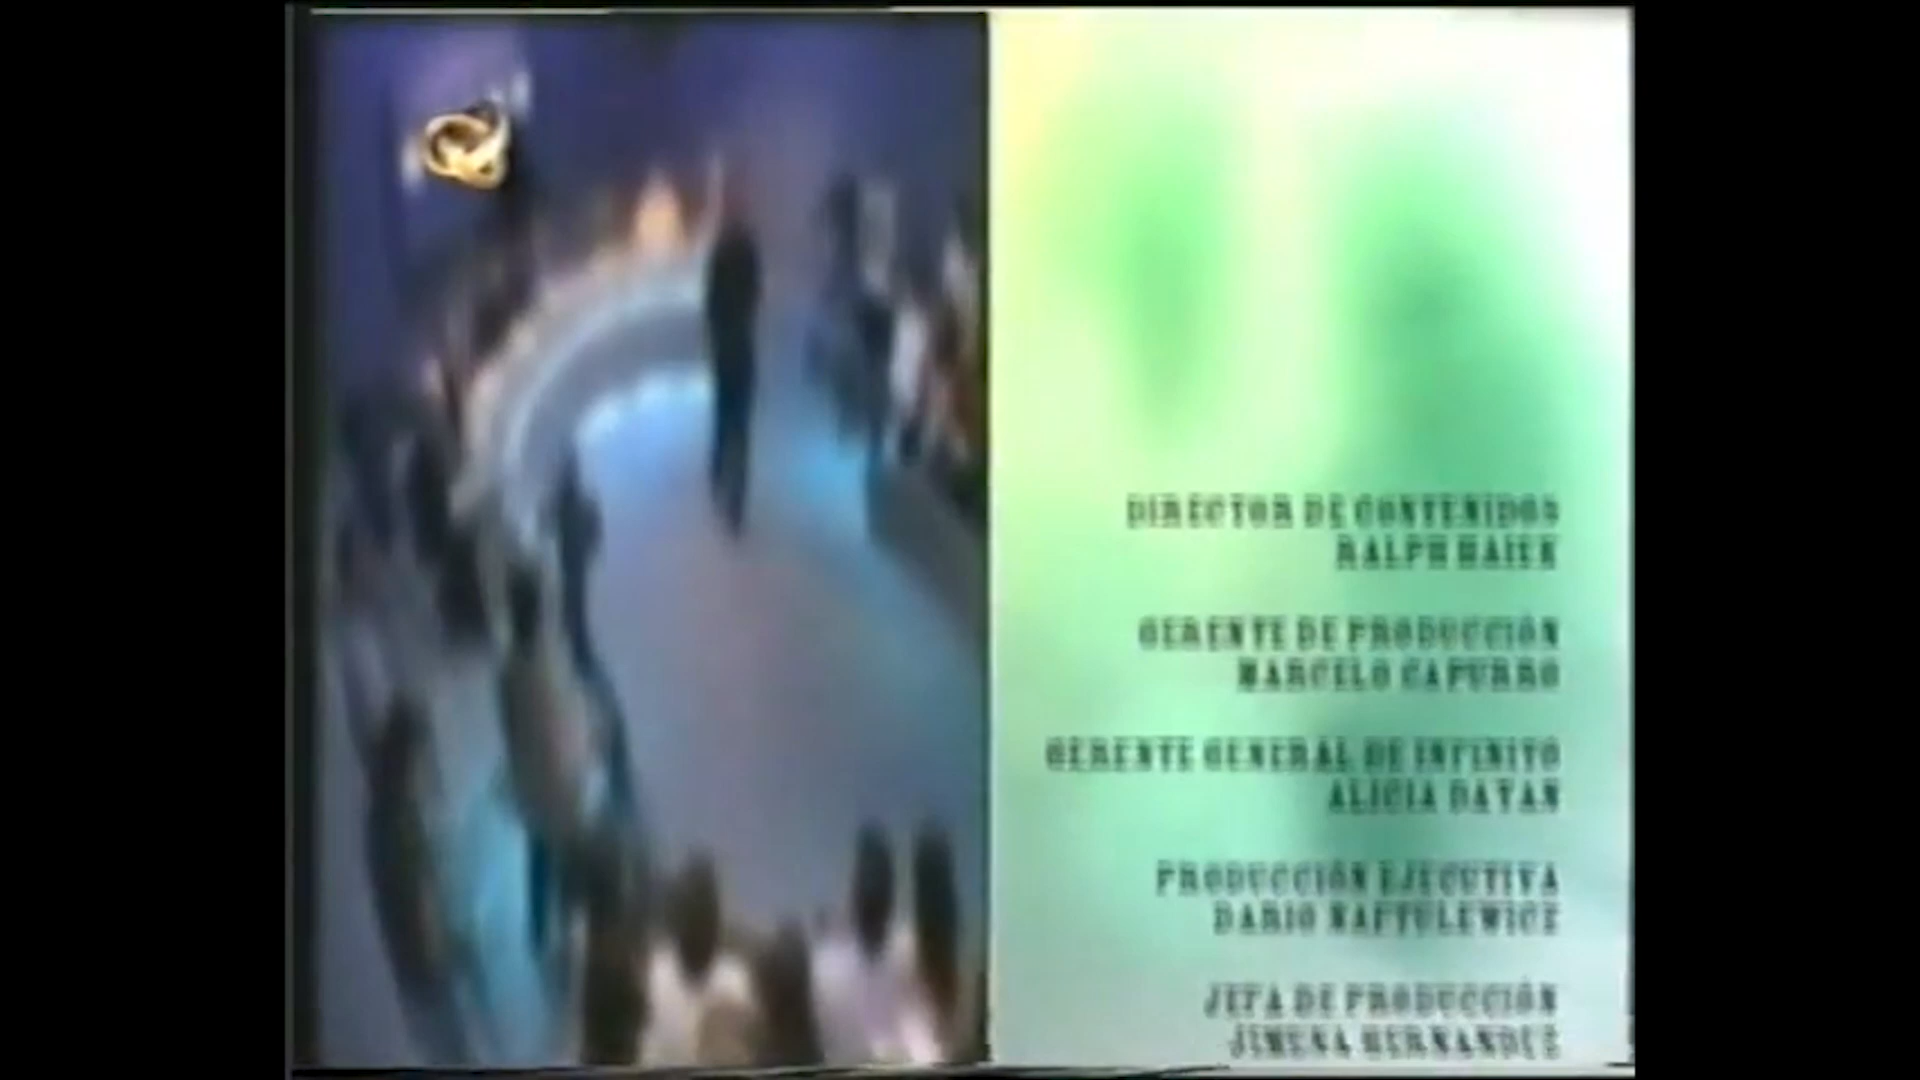 DIRECTOR DE CONTENIDOS
RALPH HAIEK
GERENTE DE PRODUCCIÓN
MARCELO CAPURRO
GERENTE GENERAL DE INFINITO
ALICIA DAYAN
PRODUCCIÓN EJECUTIVA
DARIO NAFTULEWICZ
JEFA DE PRODUCCIÓN
JIMENA HERNANDEZ